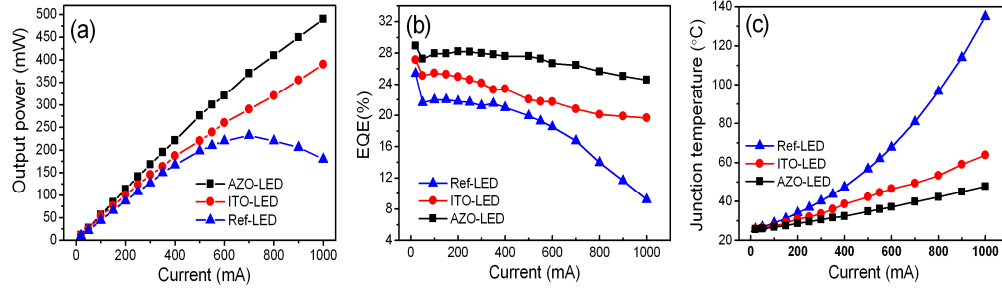 (a)
Output power (mW)
500
450
400
350
300
250
200
150
100
50
0
AZO-LED
ITO-LED
Ref-LED
200 400 600 800 1000
Current (mA)
(b)
EQE(%)
32
28
24
20
16
12
8
4
Ref-LED
ITO-LED
AZO-LED
0 200 400 600 800 1000
Current (mA)
(c)
Junction temperature (°C)
140
120
100
80
60
40
20
Ref-LED
ITO-LED
AZO-LED
200 400 600 800 1000
Current (mA)